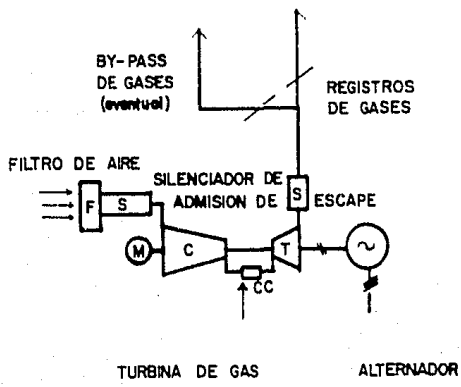 BY-PASS
DE GASES
(eventual)
REGISTROS
DE GASES
FILTRO DE AIRE
SILENCIADOR DE
ADMISION DE
S
ESCAPE
F
S
M
C
T
~
CC
TURBINA DE GAS
ALTERNADOR